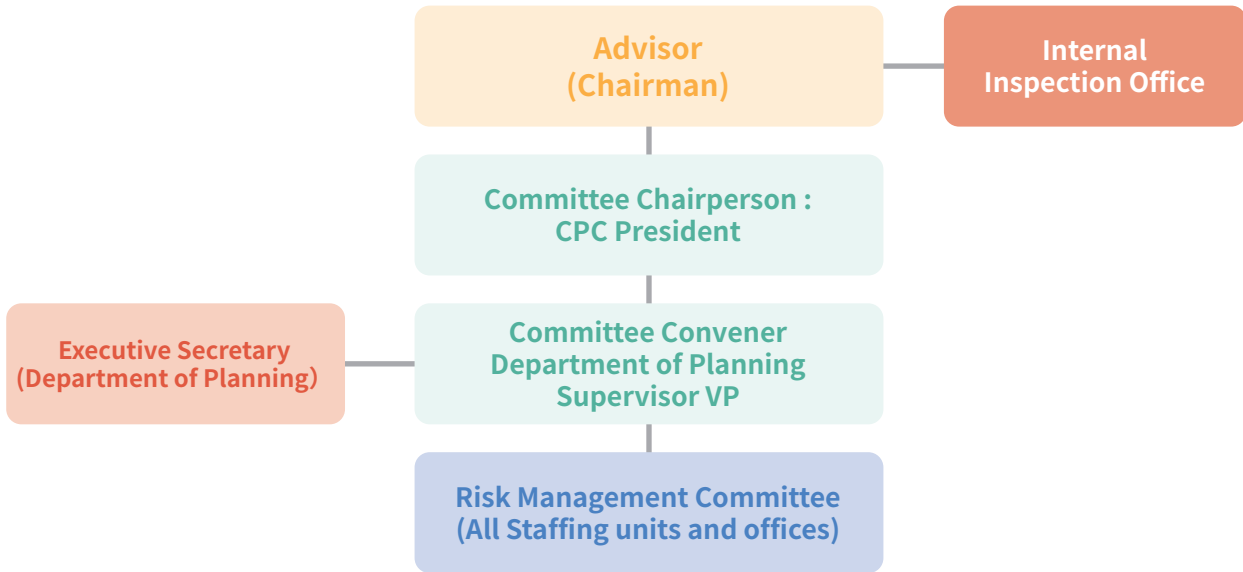 Advisor
(Chairman)
Internal
Inspection Office
Committee Chairperson :
CPC President
Executive Secretary
(Department of Planning）
Committee Convener
Department of Planning
Supervisor VP
Risk Management Committee
(All Staffing units and offices)